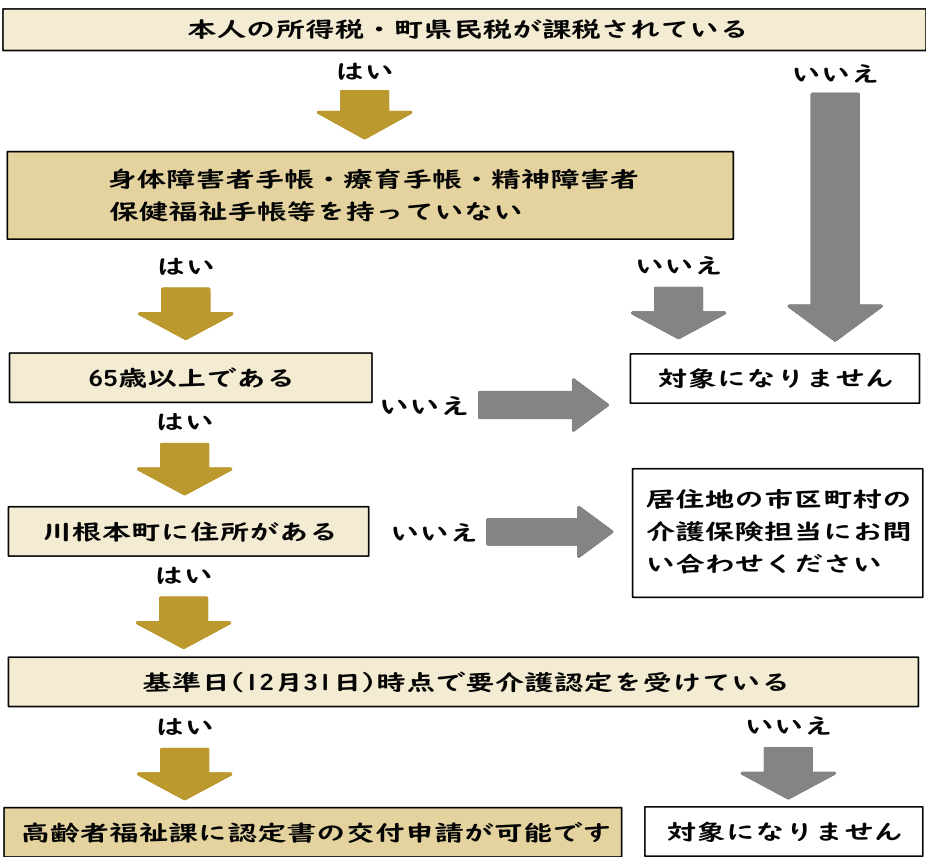 本人の所得税・町県民税が課税されている
はい
いいえ
身体障害者手帳・療育手帳・精神障害者
保健福祉手帳等を持っていない
はい
いいえ
65歳以上である
いいえ
対象になりません
はい
川根本町に住所がある
いいえ
居住地の市区町村の
介護保険担当にお問
い合わせください
はい
基準日(12月31日)時点で要介護認定を受けている
はい
いいえ
高齢者福祉課に認定書の交付申請が可能です
対象になりません